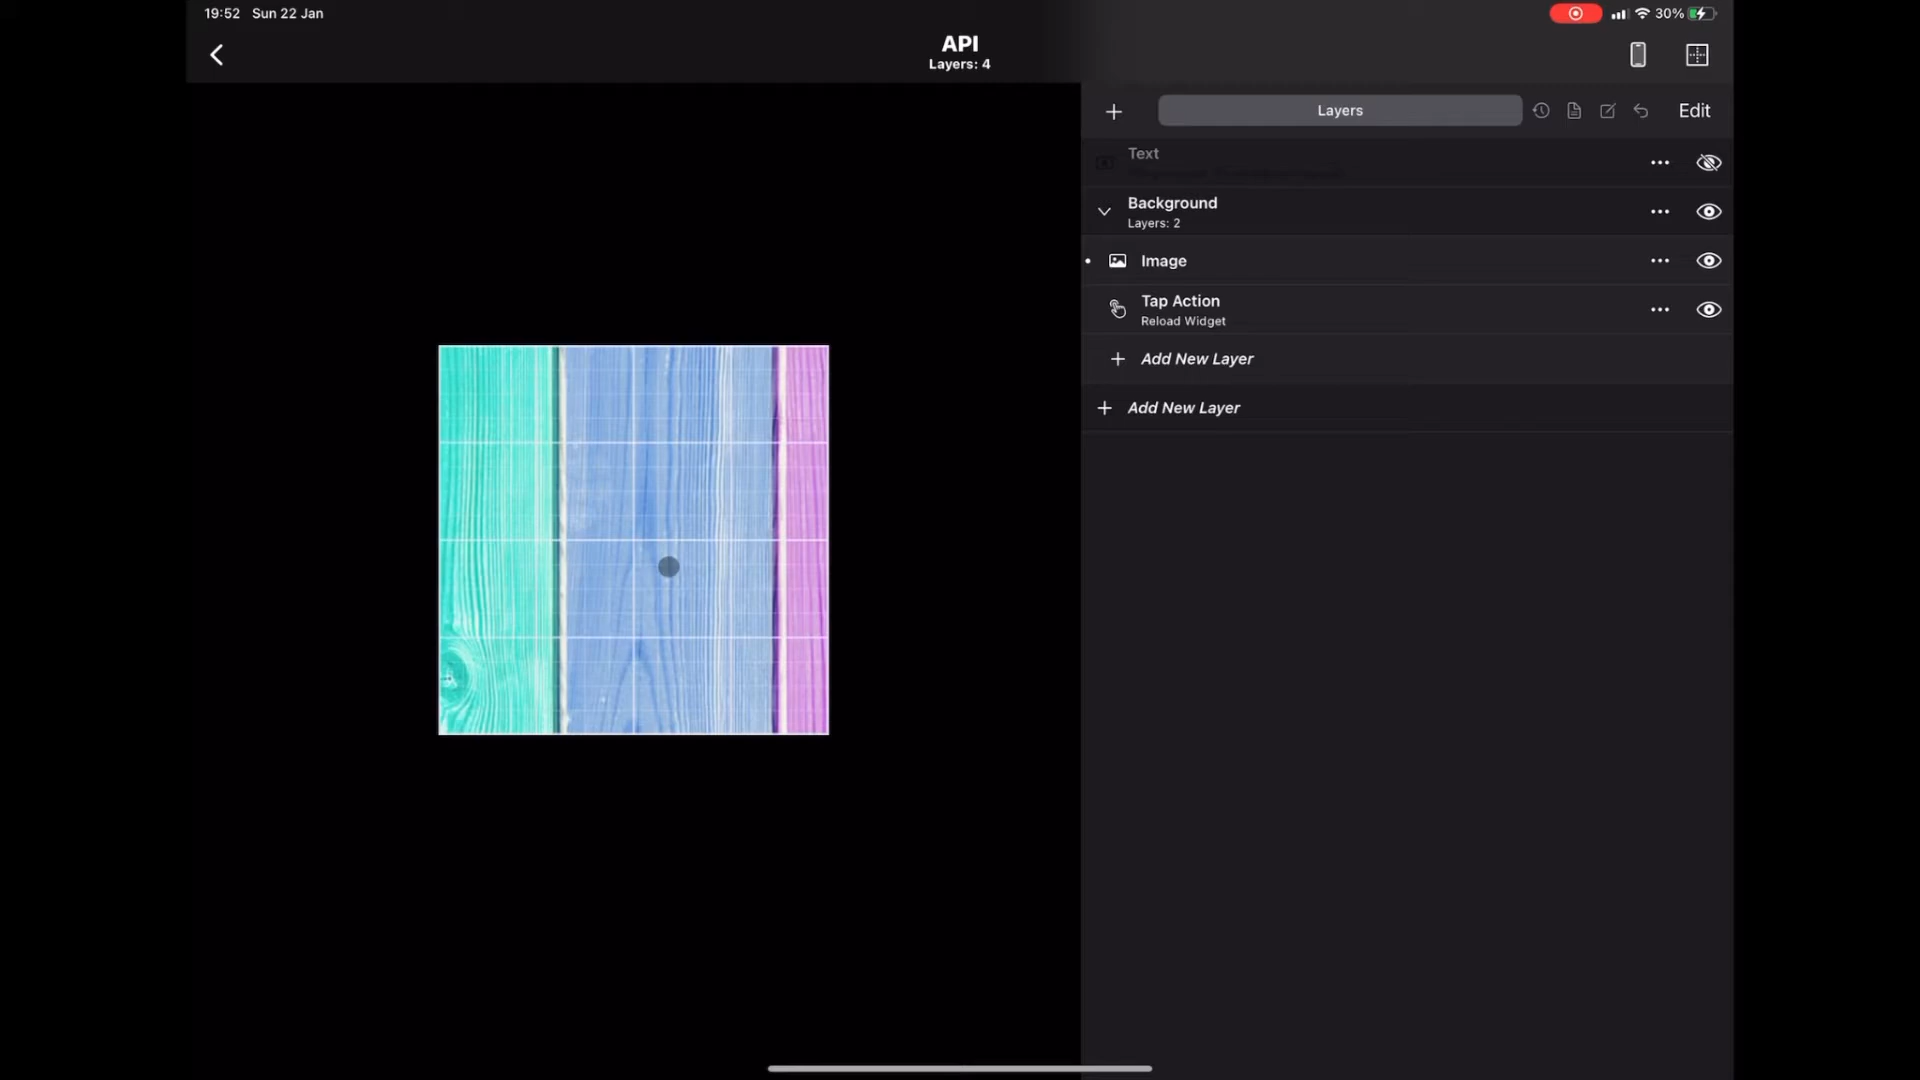 19:52 Sun 22 Jan
30%
API
Layers: 4
Layers
Edit
Text
Background
Layers: 2
Image
Tap Action
Reload Widget
Add New Layer
Add New Layer